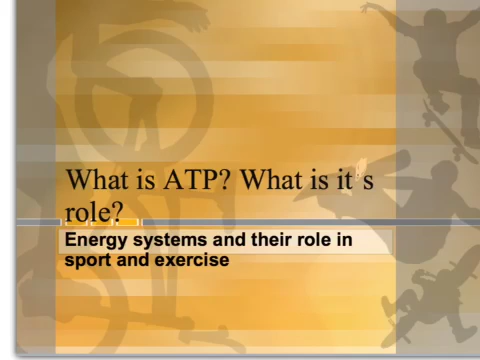 What is ATP? What is it s
role?
Energy systems and their role in
sport and exercise